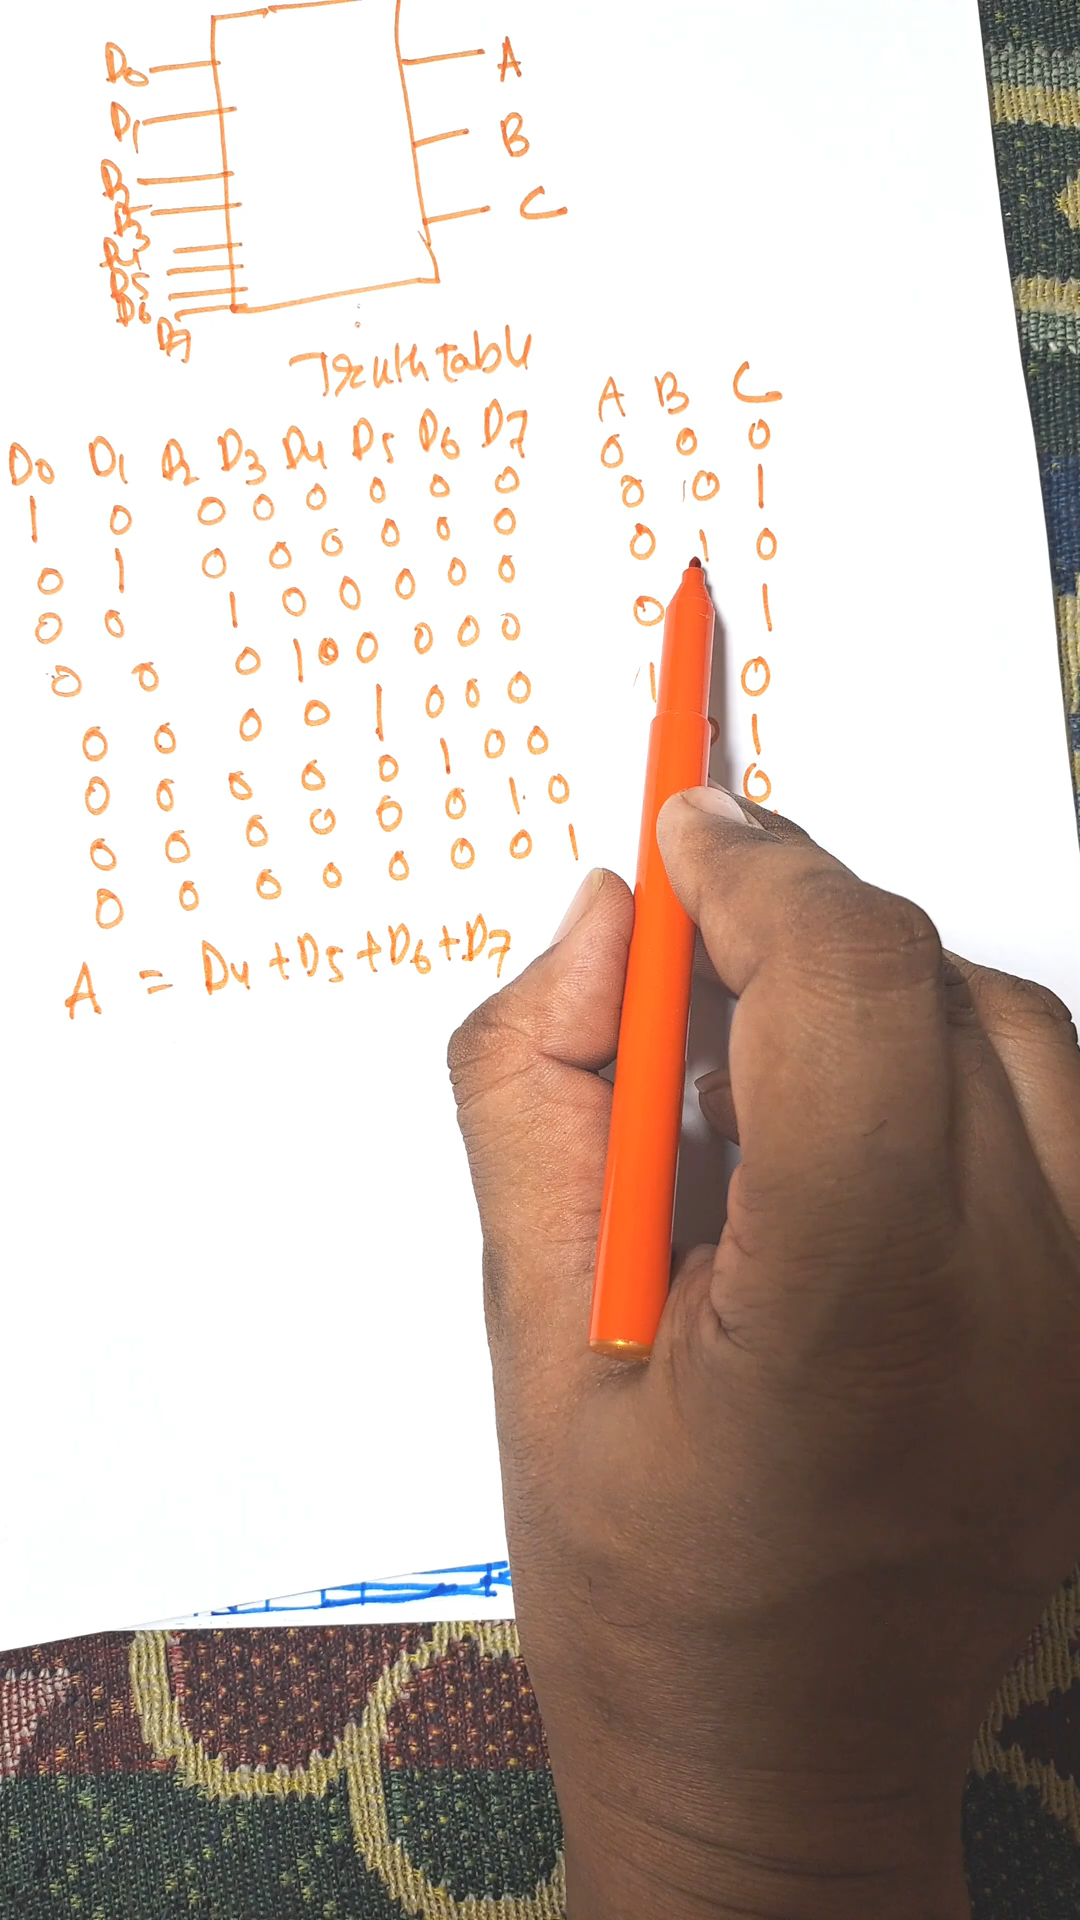 D0 A
D1 B
D2
D3 C
D4
D5
D6
D7
Truth table
D0 D1 D2 D3 D4 D5 D6 D7 A B C
1 0 0 0 0 0 0 0 0 0 0
0 1 0 0 0 0 0 0 0 0 1
0 0 1 0 0 0 0 0 0 1 0
0 0 0 1 0 0 0 0 0 0 1
0 0 0 0 1 0 0 0 1 0
0 0 0 0 0 1 0 0 0 1
0 0 0 0 0 0 1 0 0
0 0 0 0 0 0 0 1
A = D4 + D5 + D6 + D7